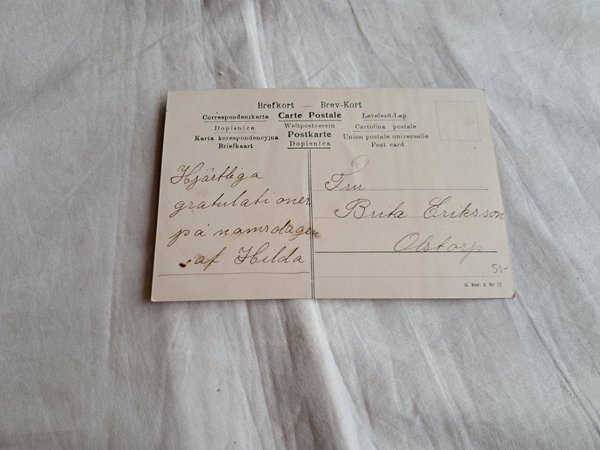 Brefkort — Brev-Kort
Correspondenzkarte Carte Postale Levelező-Lap
Dopisnice Weltpostverein Cartolina postale
Karta korespondencyjna Postkarte Union postale universelle
Briefkaart Dopisnica Post card
Hjärtliga
gratulationer
på namnsdagen
af Hilda
Fru
Brita Eriksson
Olstorp